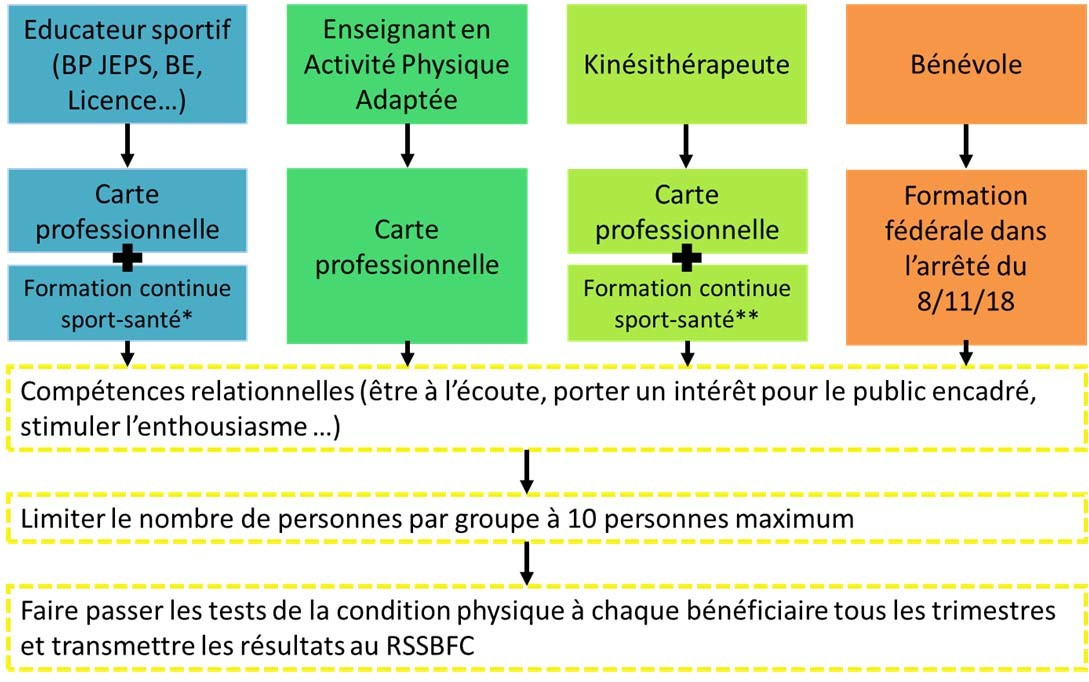 Educateur sportif
(BP JEPS, BE,
Licence…)
Enseignant en
Activité Physique
Adaptée
Kinésithérapeute
Bénévole
Carte
professionnelle
Formation continue
sport-santé*
Carte
professionnelle
Carte
professionnelle
Formation continue
sport-santé**
Formation
fédérale dans
l’arrêté du
8/11/18
Compétences relationnelles (être à l’écoute, porter un intérêt pour le public encadré,
stimuler l’enthousiasme …)
Limiter le nombre de personnes par groupe à 10 personnes maximum
Faire passer les tests de la condition physique à chaque bénéficiaire tous les trimestres
et transmettre les résultats au RSSBFC